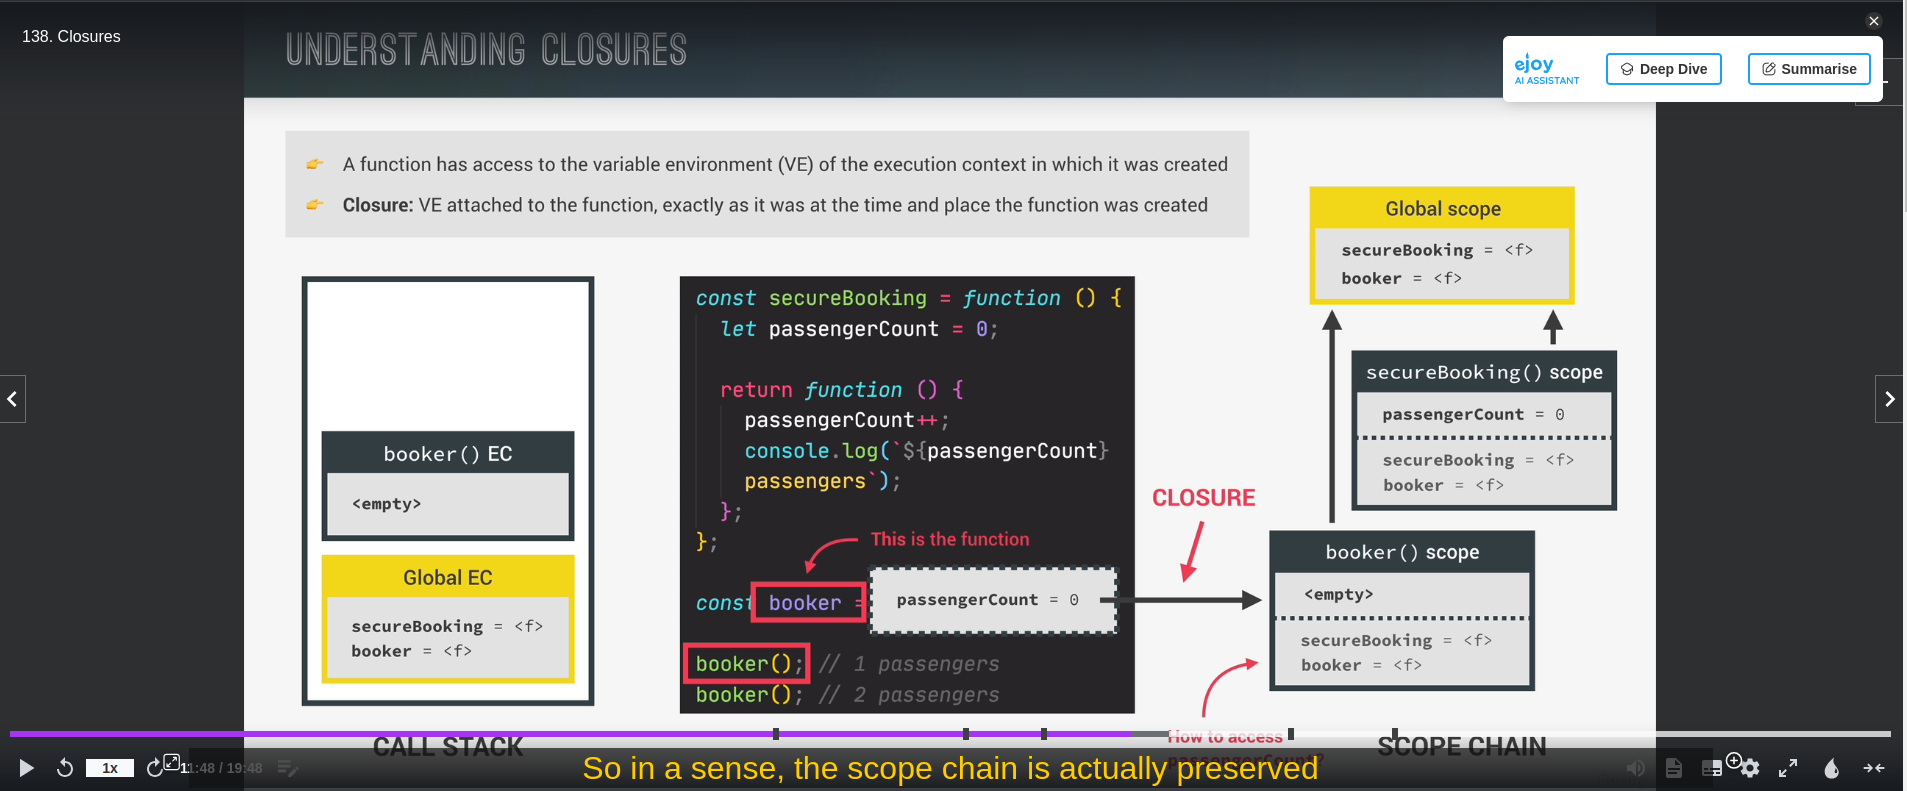 138. Closures
UNDERSTANDING CLOSURES
ejoy
AI ASSISTANT
Deep Dive
Summarise
A function has access to the variable environment (VE) of the execution context in which it was created
Closure: VE attached to the function, exactly as it was at the time and place the function was created
booker() EC
<empty>
Global EC
secureBooking = <f>
booker = <f>
CALL STACK
const secureBooking = function () {
let passengerCount = 0;
return function () {
passengerCount++;
console.log(`${passengerCount}
passengers`);
};
};
This is the function
const booker =
passengerCount = 0
booker(); // 1 passengers
booker(); // 2 passengers
CLOSURE
Global scope
secureBooking = <f>
booker = <f>
secureBooking() scope
passengerCount = 0
secureBooking = <f>
booker = <f>
booker() scope
<empty>
secureBooking = <f>
booker = <f>
How to access
SCOPE CHAIN
1x
11:48 / 19:48
So in a sense, the scope chain is actually preserved